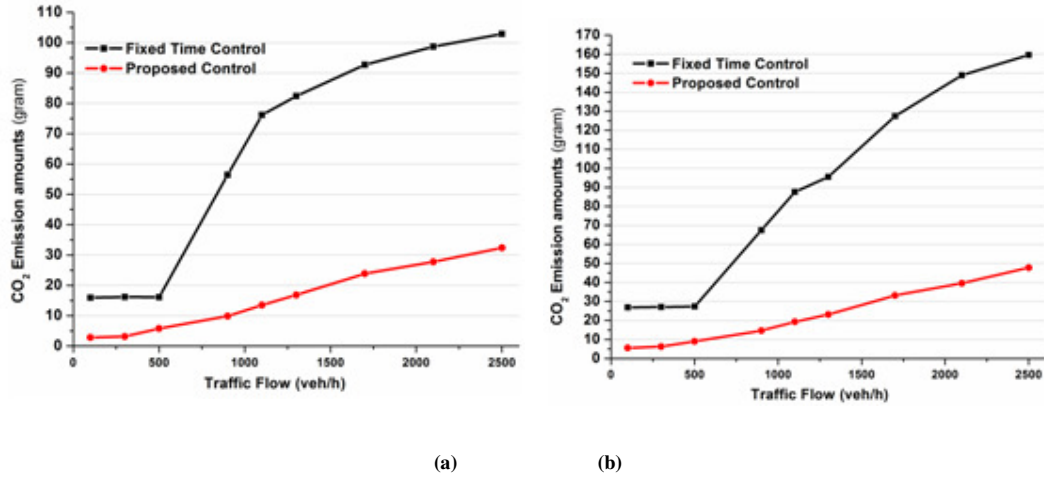 110
100
90
80
70
60
50
40
30
20
10
0
CO2 Emission amounts (gram)
Fixed Time Control
Proposed Control
0 500 1000 1500 2000 2500
Traffic Flow (veh/h)
(a)
170
160
150
140
130
120
110
100
90
80
70
60
50
40
30
20
10
0
CO2 Emission amounts (gram)
Fixed Time Control
Proposed Control
0 500 1000 1500 2000 2500
Traffic Flow (veh/h)
(b)